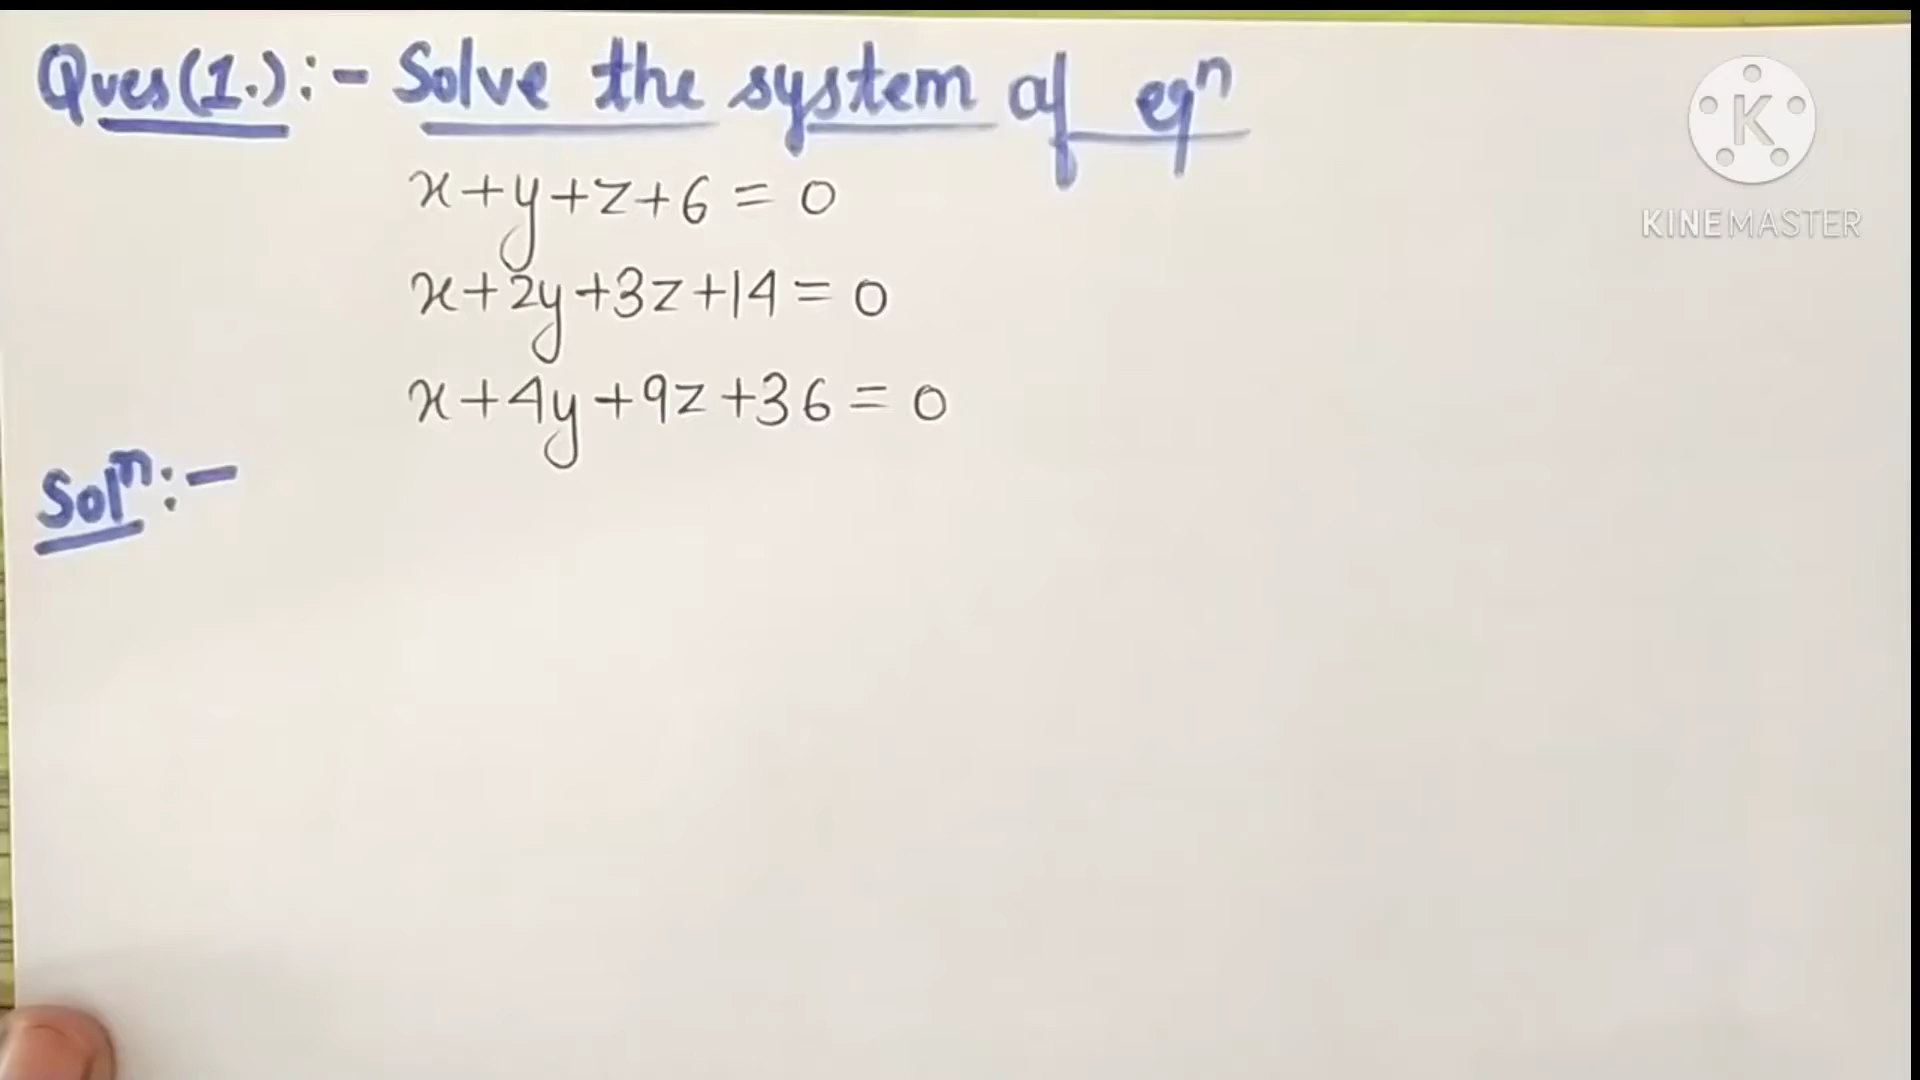 Ques(1.):- Solve the system of eqⁿ
K
KINEMASTER
x+y+z+6 = 0
x+2y+3z+14 = 0
x+4y+9z+36 = 0
Solⁿ:-